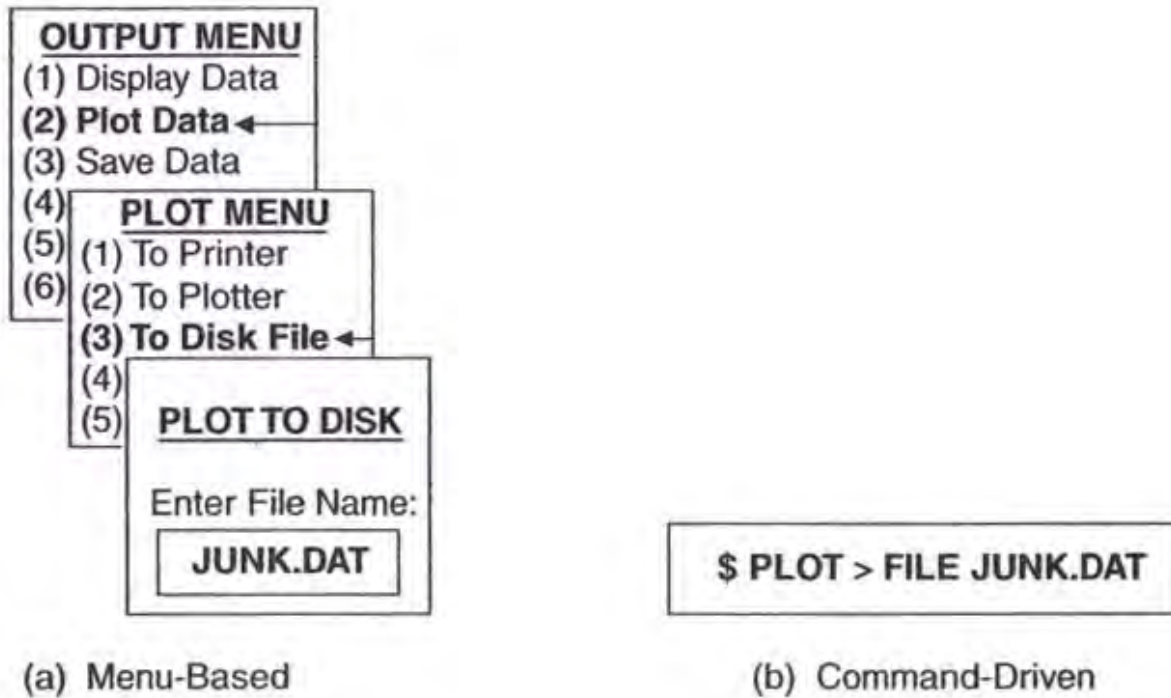 OUTPUT MENU
(1) Display Data
(2) Plot Data
(3) Save Data
(4)
(5)
(6)
PLOT MENU
(1) To Printer
(2) To Plotter
(3) To Disk File
(4)
(5)
PLOT TO DISK
Enter File Name:
JUNK.DAT
(a) Menu-Based
$ PLOT > FILE JUNK.DAT
(b) Command-Driven